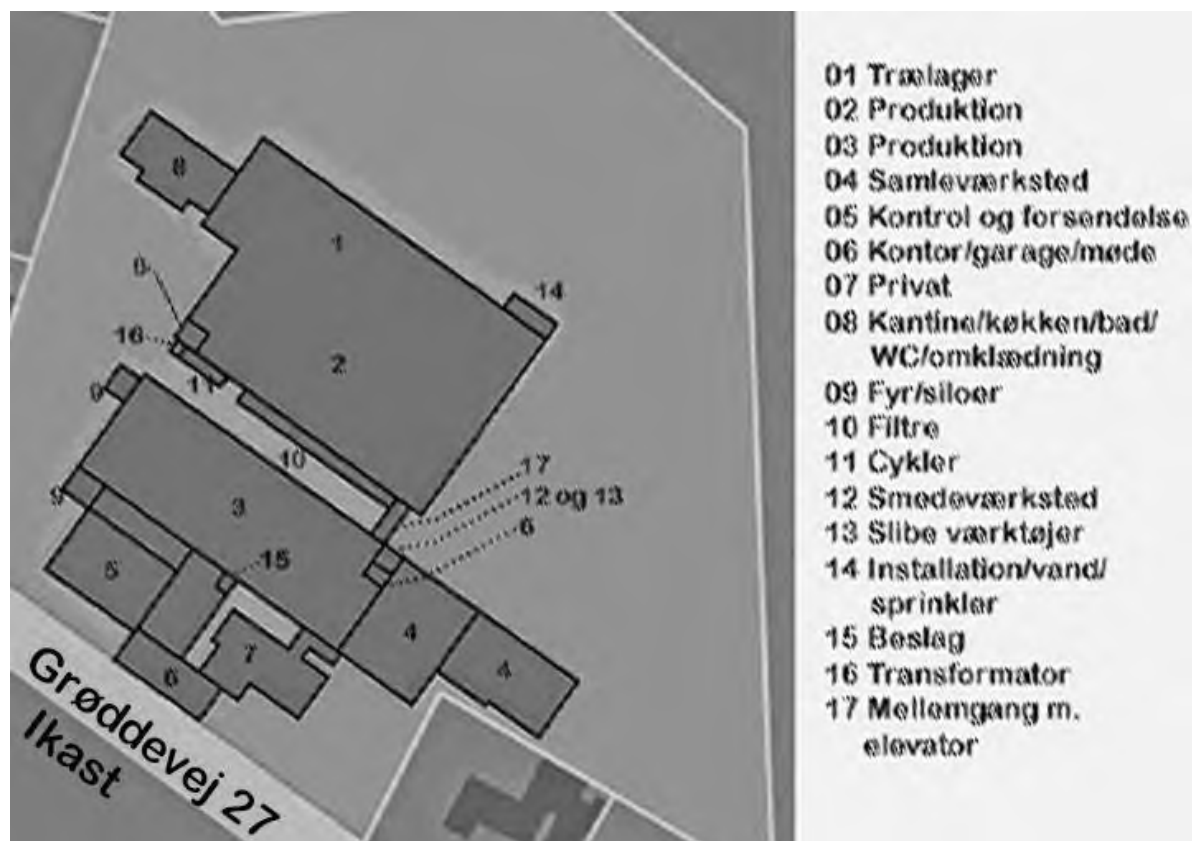 8
1
14
16
2
11
9
10
17
9
3
12 og 13
6
15
5
4
7
4
6
Grøddevej 27
Ikast
01 Trælager
02 Produktion
03 Produktion
04 Samleværksted
05 Kontrol og forsendelse
06 Kontor/garage/møde
07 Privat
08 Kantine/køkken/bad/
WC/omklædning
09 Fyr/siloer
10 Filtre
11 Cykler
12 Smedeværksted
13 Slibe værktøjer
14 Installation/vand/
sprinkler
15 Beslag
16 Transformator
17 Mellemgang m.
elevator